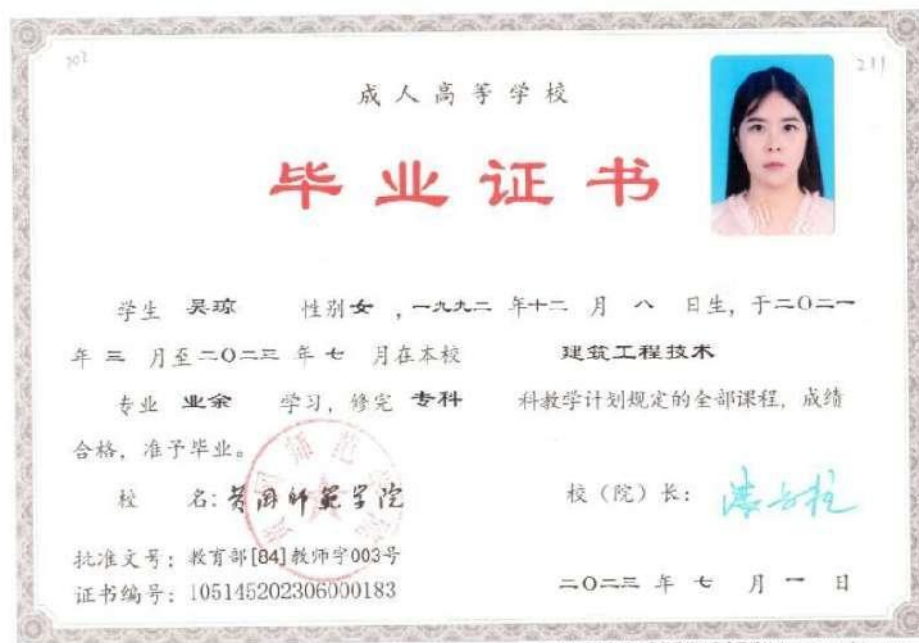 202
211
成人高等学校
毕业证书
学生 吴琼 性别女，一九九二 年十二 月 八 日生，于二〇二一
年 三 月至二〇二三 年 七 月在本校 建筑工程技术
专业 业余 学习，修完 专科 科教学计划规定的全部课程，成绩
合格，准予毕业。
校 名：黄冈师范学院 校（院）长：
批准文号：教育部[84]教师字003号
证书编号：105145202306000183
二〇二三 年 七 月 一 日